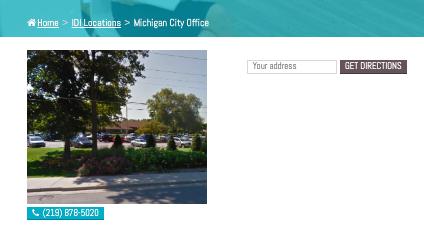 Home > IDI Locations > Michigan City Office
Your address GET DIRECTIONS
(219) 878-5020